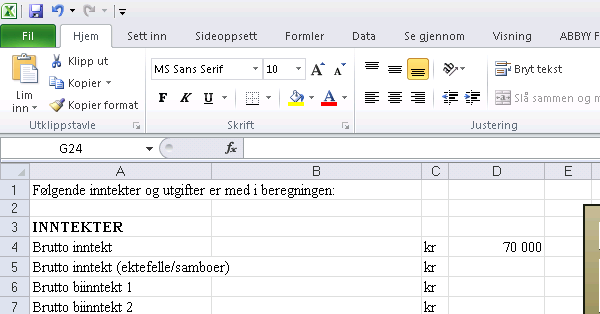 Fil Hjem Sett inn Sideoppsett Formler Data Se gjennom Visning ABBYY F
Lim inn
Klipp ut
Kopier
Kopier format
Utklippstavle
MS Sans Serif 10 A A
F K U A
Skrift
Bryt tekst
Slå sammen og m
Justering
G24 fx
A B C D E
1 Følgende inntekter og utgifter er med i beregningen:
2
3 INNTEKTER
4 Brutto inntekt kr 70 000
5 Brutto inntekt (ektefelle/samboer) kr
6 Brutto biinntekt 1 kr
7 Brutto biinntekt 2 kr